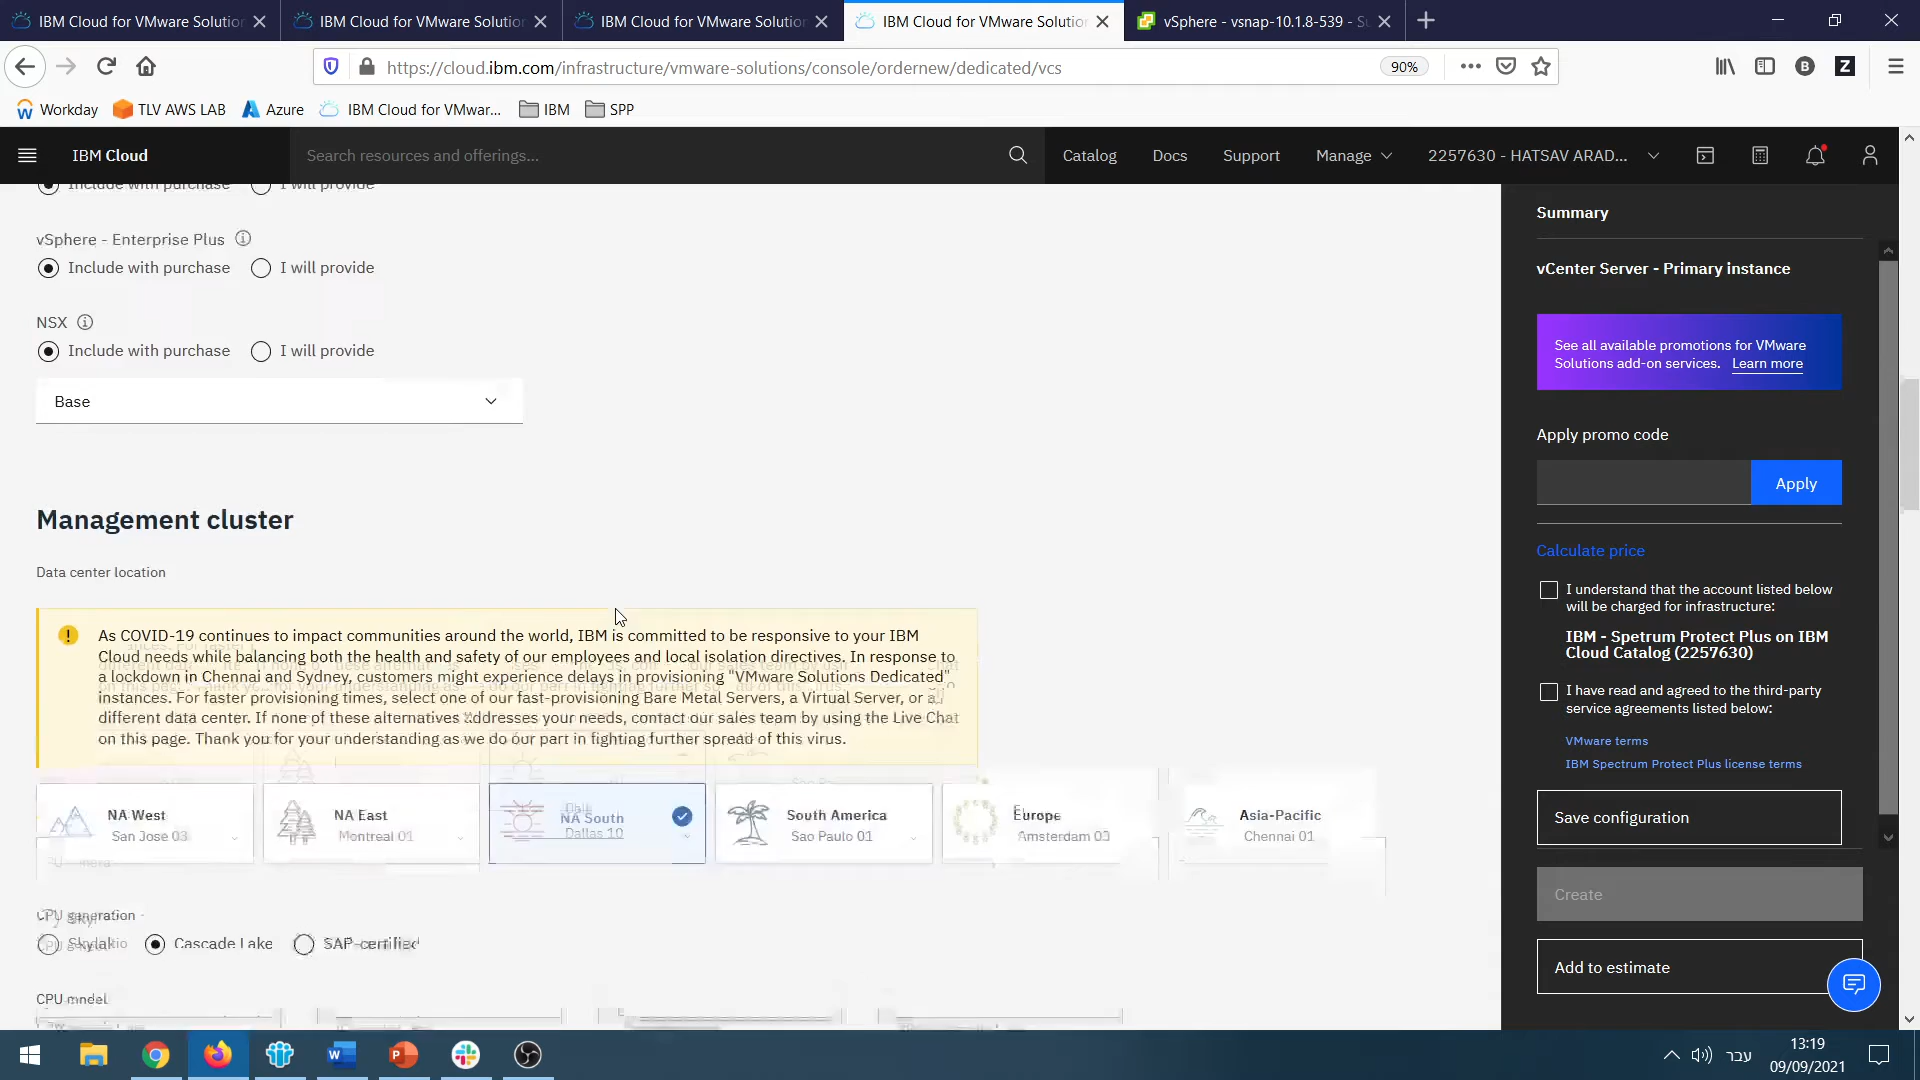 IBM Cloud for VMware Solution
IBM Cloud for VMware Solution
IBM Cloud for VMware Solution
IBM Cloud for VMware Solution
vSphere - vsnap-10.1.8-539 - Su
https://cloud.ibm.com/infrastructure/vmware-solutions/console/ordernew/dedicated/vcs
90%
Workday
TLV AWS LAB
Azure
IBM Cloud for VMwar...
IBM
SPP
IBM Cloud
Search resources and offerings...
Catalog
Docs
Support
Manage
2257630 - HATSAV ARAD...
Include with purchase
I will provide
vSphere - Enterprise Plus
Include with purchase
I will provide
NSX
Include with purchase
I will provide
Base
Management cluster
Data center location
As COVID-19 continues to impact communities around the world, IBM is committed to be responsive to your IBM
Cloud needs while balancing both the health and safety of our employees and local isolation directives. In response to
a lockdown in Chennai and Sydney, customers might experience delays in provisioning "VMware Solutions Dedicated"
instances. For faster provisioning times, select one of our fast-provisioning Bare Metal Servers, a Virtual Server, or a
different data center. If none of these alternatives addresses your needs, contact our sales team by using the Live Chat
on this page. Thank you for your understanding as we do our part in fighting further spread of this virus.
NA West
San Jose 03
NA East
Montreal 01
NA South
Dallas 10
South America
Sao Paulo 01
Europe
Amsterdam 03
Asia-Pacific
Chennai 01
CPU generation
Skylake
Cascade Lake
SAP-certified
CPU model
Summary
vCenter Server - Primary instance
See all available promotions for VMware
Solutions add-on services. Learn more
Apply promo code
Apply
Calculate price
I understand that the account listed below
will be charged for infrastructure:
IBM - Spetrum Protect Plus on IBM
Cloud Catalog (2257630)
I have read and agreed to the third-party
service agreements listed below:
VMware terms
IBM Spectrum Protect Plus license terms
Save configuration
Create
Add to estimate
עבר
13:19
09/09/2021